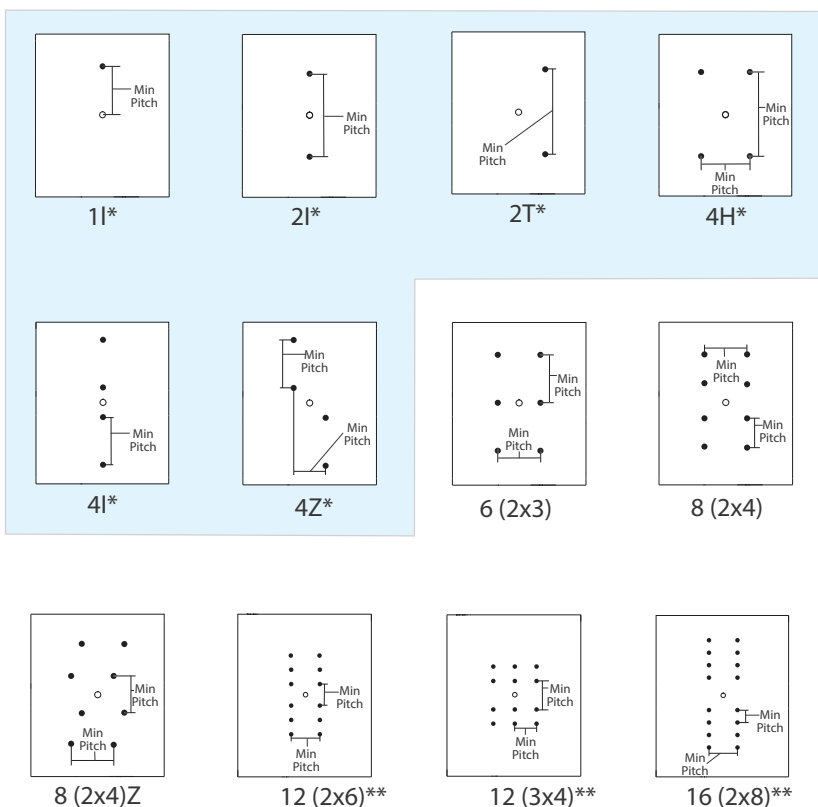 Min
Pitch
1I*
Min
Pitch
2I*
Min
Pitch
2T*
Min
Pitch
Min
Pitch
4H*
Min
Pitch
4I*
Min
Pitch
Min
Pitch
4Z*
Min
Pitch
Min
Pitch
6 (2x3)
Min
Pitch
Min
Pitch
8 (2x4)
Min
Pitch
Min
Pitch
8 (2x4)Z
Min
Pitch
Min
Pitch
12 (2x6)**
Min
Pitch
Min
Pitch
12 (3x4)**
Min
Pitch
Min
Pitch
16 (2x8)**